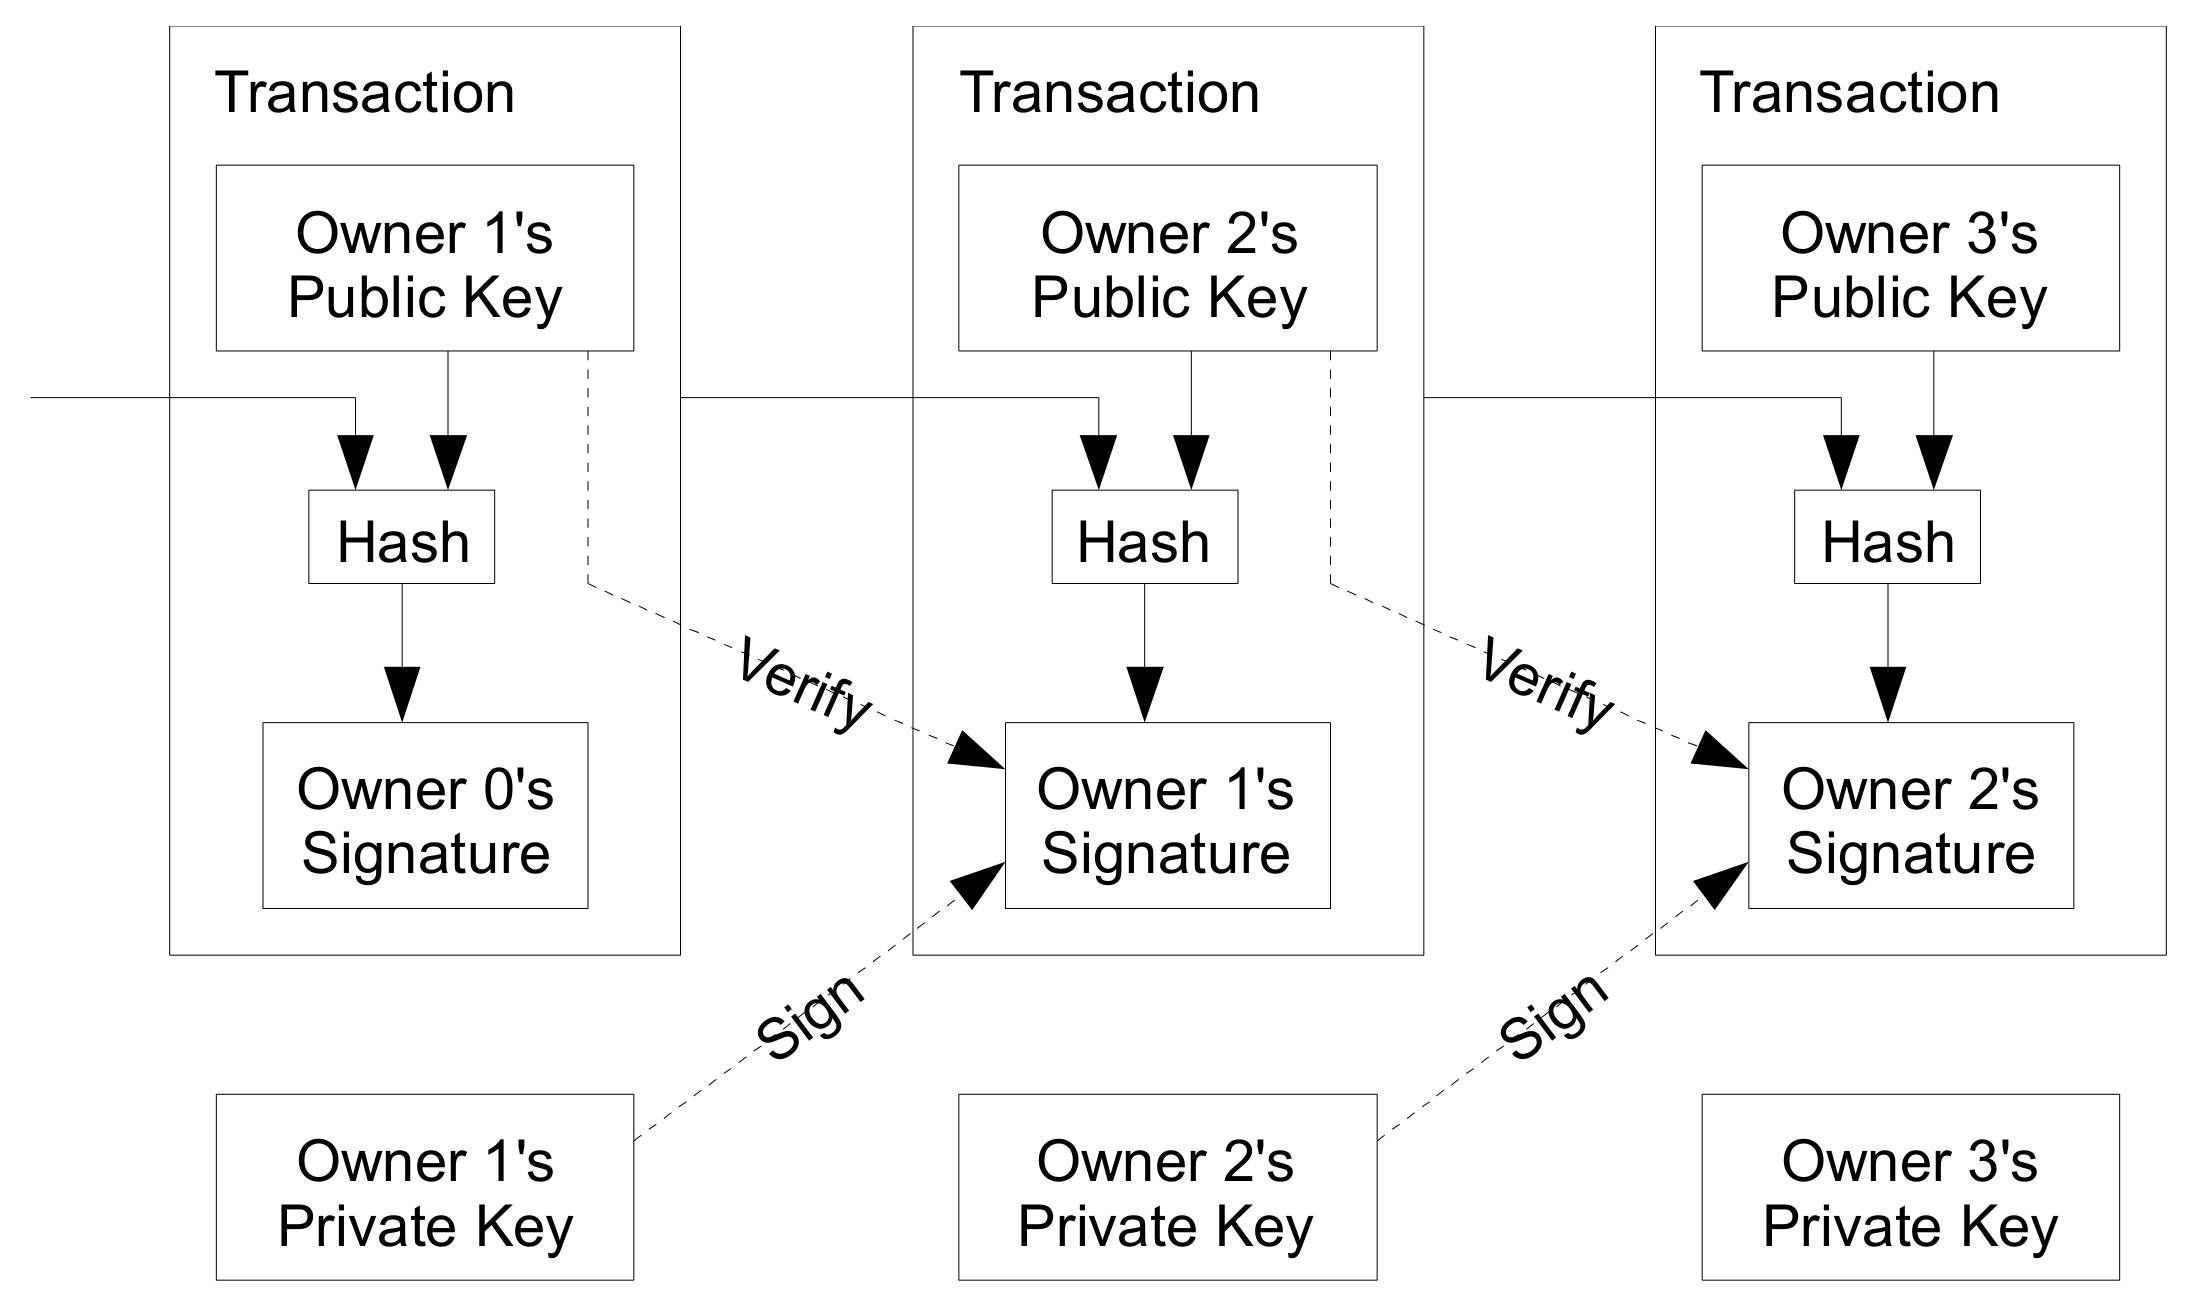 Transaction
Owner 1's
Public Key
Hash
Owner 0's
Signature
Transaction
Owner 2's
Public Key
Hash
Owner 1's
Signature
Transaction
Owner 3's
Public Key
Hash
Owner 2's
Signature
Verify
Verify
Sign
Sign
Owner 1's
Private Key
Owner 2's
Private Key
Owner 3's
Private Key